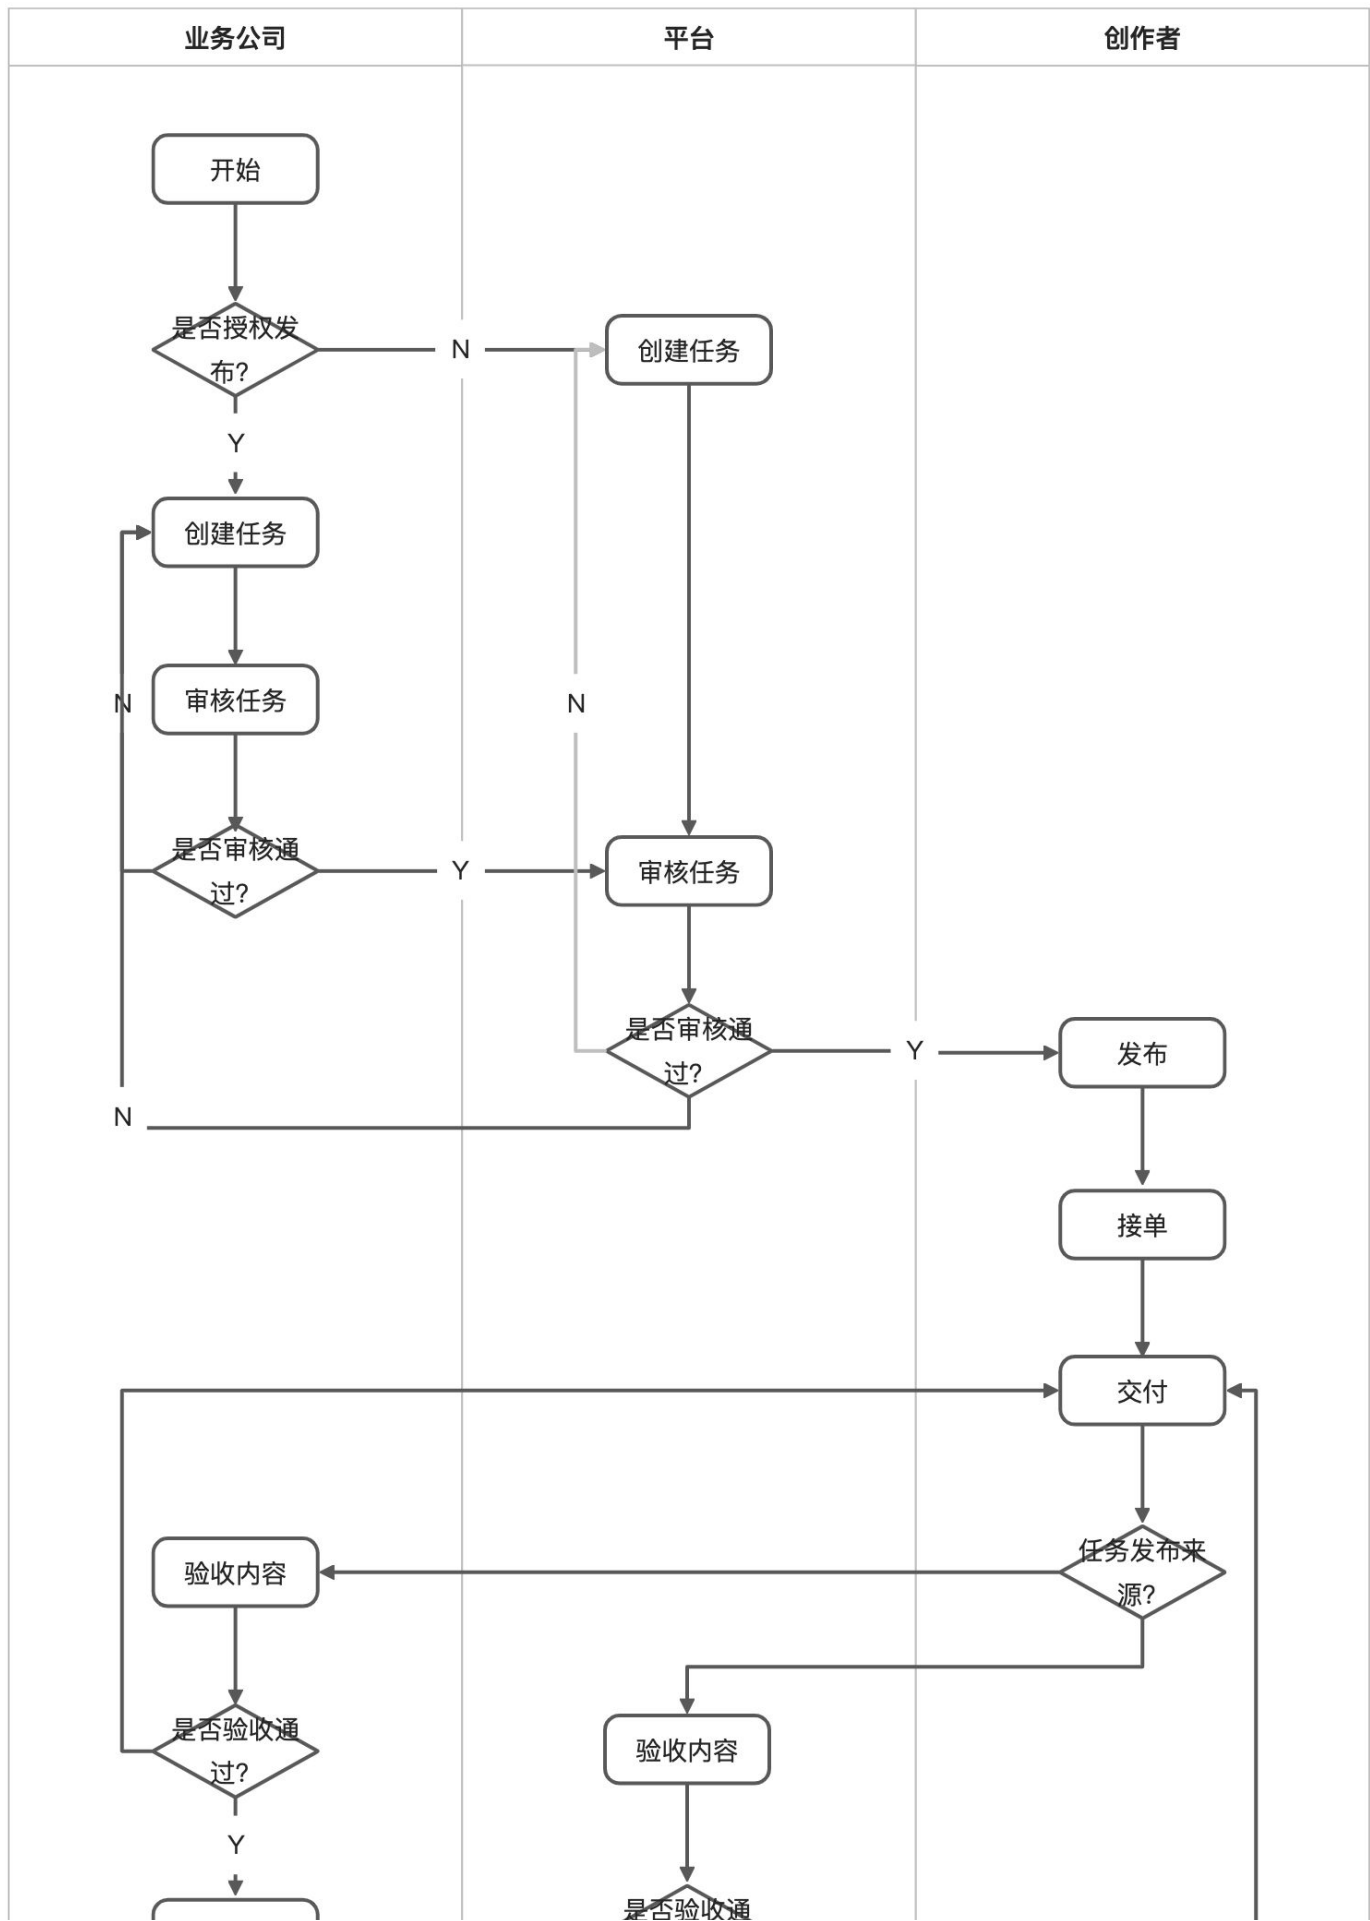 业务公司
平台
创作者
开始
是否授权发
布?
N
创建任务
Y
创建任务
N
审核任务
N
是否审核通
过?
Y
审核任务
是否审核通
过?
Y
发布
N
接单
交付
任务发布来
源?
验收内容
是否验收通
过?
验收内容
Y
是否验收通